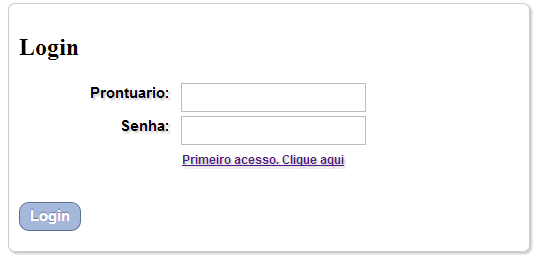 Login
Prontuario:
Senha:
Primeiro acesso. Clique aqui
Login